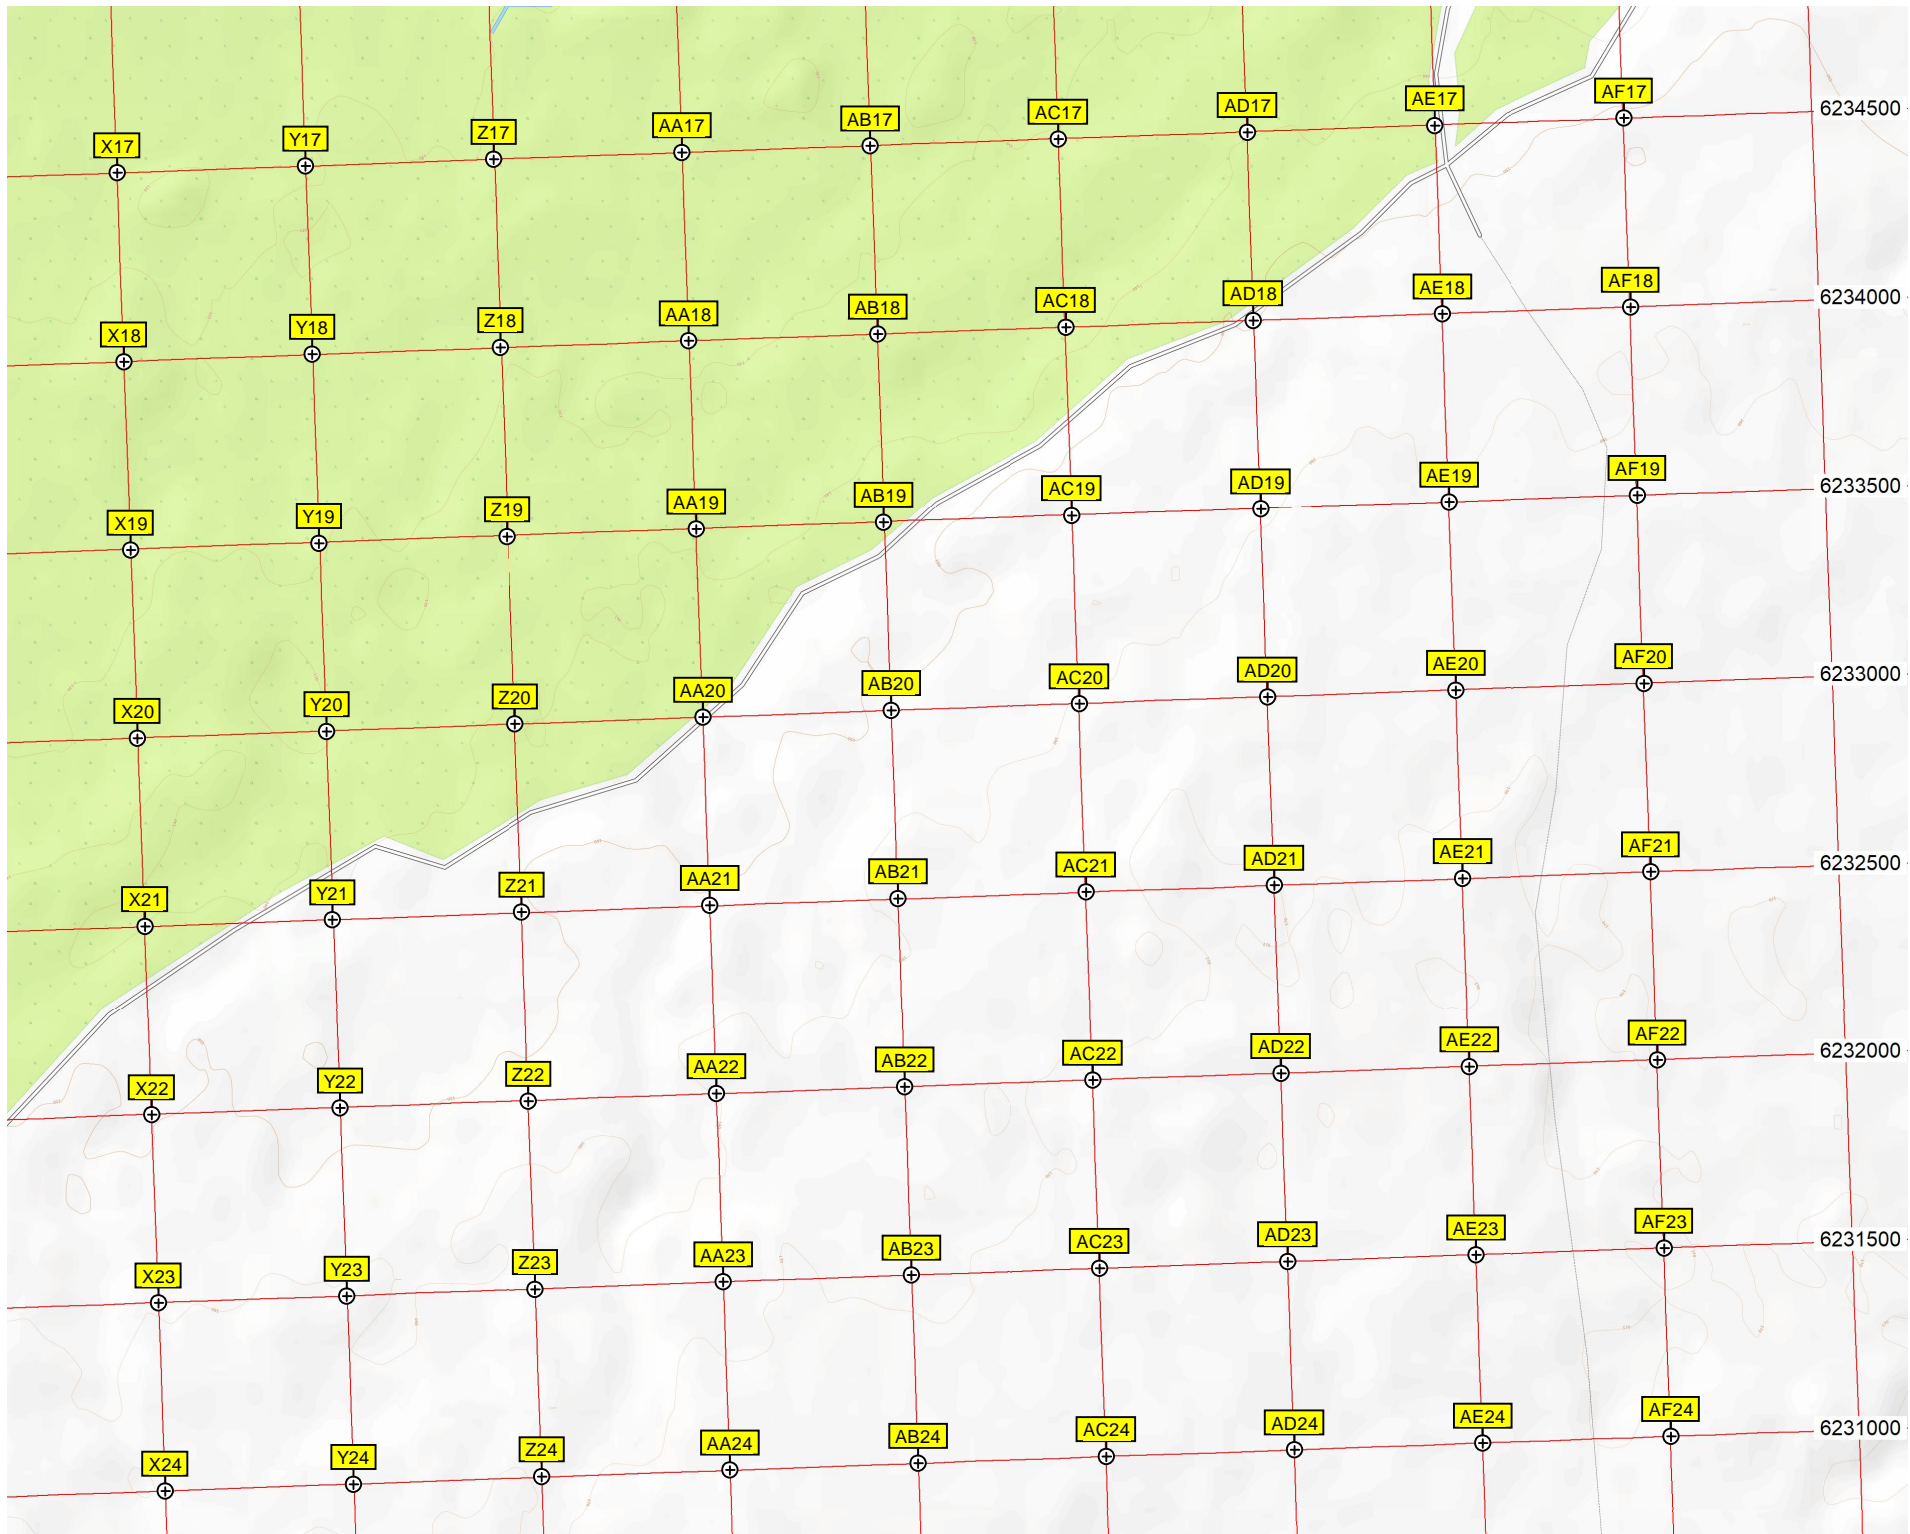 X17 Y17 Z17 AA17 AB17 AC17 AD17 AE17 AF17 6234500
X18 Y18 Z18 AA18 AB18 AC18 AD18 AE18 AF18 6234000
X19 Y19 Z19 AA19 AB19 AC19 AD19 AE19 AF19 6233500
X20 Y20 Z20 AA20 AB20 AC20 AD20 AE20 AF20 6233000
X21 Y21 Z21 AA21 AB21 AC21 AD21 AE21 AF21 6232500
X22 Y22 Z22 AA22 AB22 AC22 AD22 AE22 AF22 6232000
X23 Y23 Z23 AA23 AB23 AC23 AD23 AE23 AF23 6231500
X24 Y24 Z24 AA24 AB24 AC24 AD24 AE24 AF24 6231000